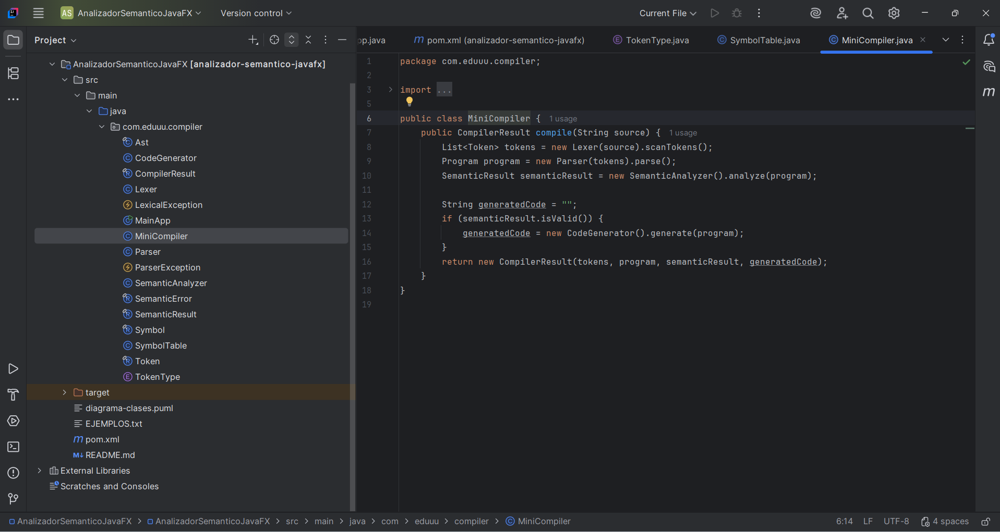 AS AnalizadorSemanticoJavaFX Version control Current File
Project
pp.java m pom.xml (analizador-semantico-javafx) TokenType.java SymbolTable.java MiniCompiler.java
AnalizadorSemanticoJavaFX [analizador-semantico-javafx]
src
main
java
com.eduuu.compiler
Ast
CodeGenerator
CompilerResult
Lexer
LexicalException
MainApp
MiniCompiler
Parser
ParserException
SemanticAnalyzer
SemanticError
SemanticResult
Symbol
SymbolTable
Token
TokenType
target
diagrama-clases.puml
EJEMPLOS.txt
m pom.xml
M↓ README.md
External Libraries
Scratches and Consoles
1 package com.eduuu.compiler;
2
3 import ...
5
6 public class MiniCompiler { 1 usage
7 public CompilerResult compile(String source) { 1 usage
8 List<Token> tokens = new Lexer(source).scanTokens();
9 Program program = new Parser(tokens).parse();
10 SemanticResult semanticResult = new SemanticAnalyzer().analyze(program);
11
12 String generatedCode = "";
13 if (semanticResult.isValid()) {
14 generatedCode = new CodeGenerator().generate(program);
15 }
16 return new CompilerResult(tokens, program, semanticResult, generatedCode);
17 }
18 }
19
m
AnalizadorSemanticoJavaFX > AnalizadorSemanticoJavaFX > src > main > java > com > eduuu > compiler > MiniCompiler 6:14 LF UTF-8 4 spaces